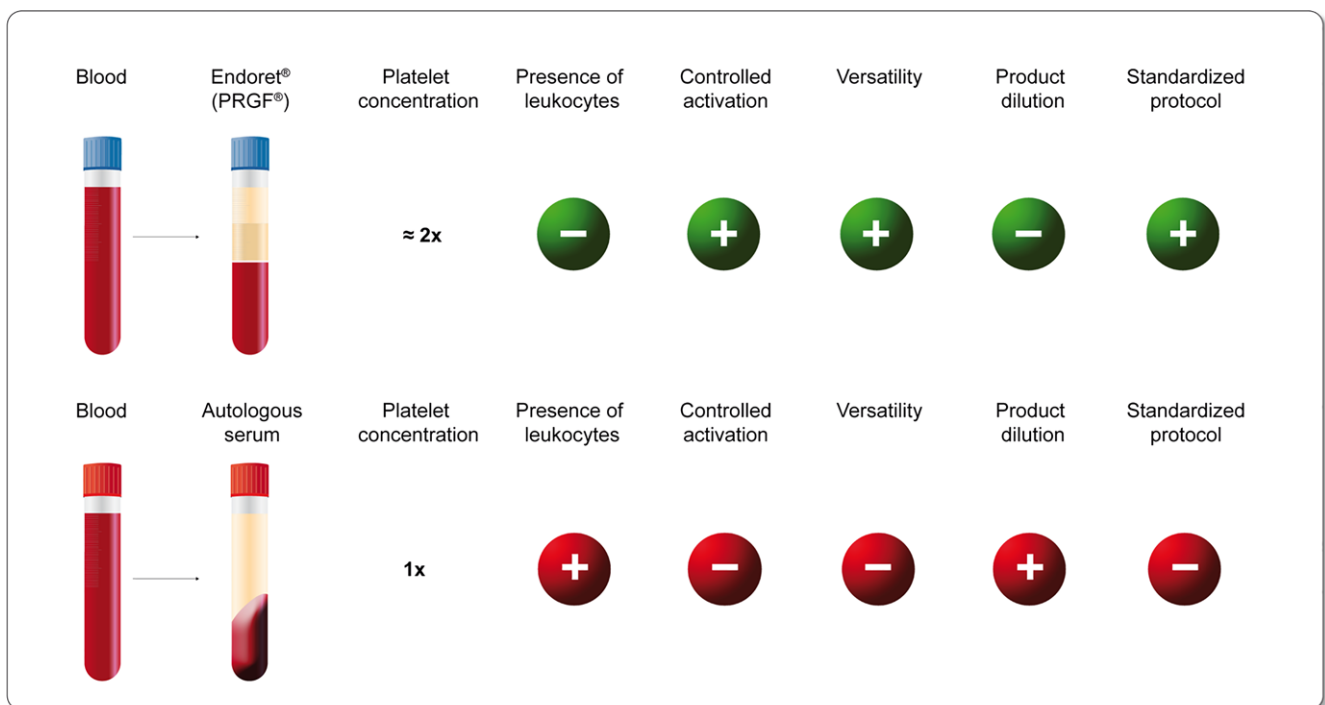 Blood
Endoret®
(PRGF®)
Platelet
concentration
Presence of
leukocytes
Controlled
activation
Versatility
Product
dilution
Standardized
protocol
≈ 2x
−
+
+
−
+
Blood
Autologous
serum
Platelet
concentration
Presence of
leukocytes
Controlled
activation
Versatility
Product
dilution
Standardized
protocol
1x
+
−
−
+
−